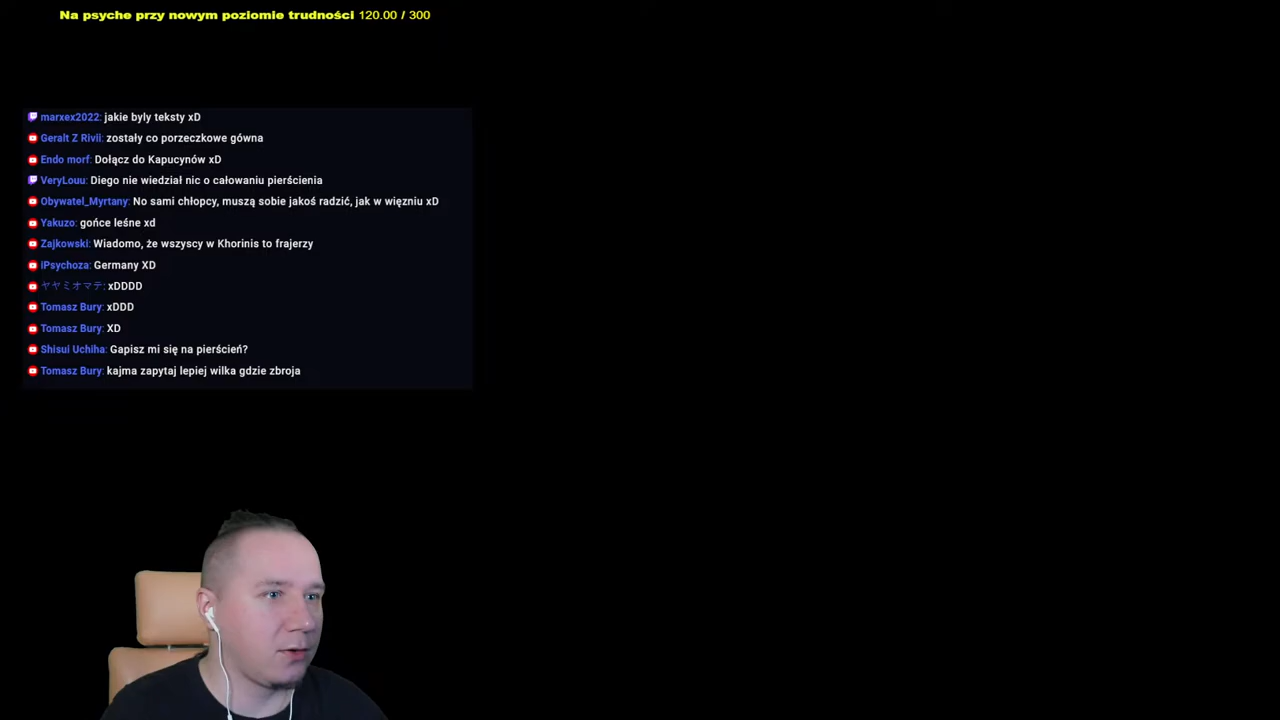 Na psyche przy nowym poziomie trudności 120.00 / 300
marxex2022: jakie byly teksty xD
Geralt Z Rivii: zostały co porzeczkowe gówna
Endo morf: Dołącz do Kapucynów xD
VeryLouu: Diego nie wiedział nic o całowaniu pierścienia
Obywatel_Myrtany: No sami chłopcy, muszą sobie jakoś radzić, jak w więzniu xD
Yakuzo: gońce leśne xd
Zajkowski: Wiadomo, że wszyscy w Khorinis to frajerzy
iPsychoza: Germany XD
ヤヤミオマテ: xDDDD
Tomasz Bury: xDDD
Tomasz Bury: XD
Shisui Uchiha: Gapisz mi się na pierścień?
Tomasz Bury: kajma zapytaj lepiej wilka gdzie zbroja